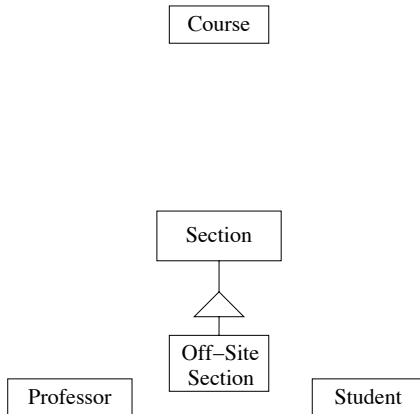 Course
Section
Off−Site
Section
Professor
Student